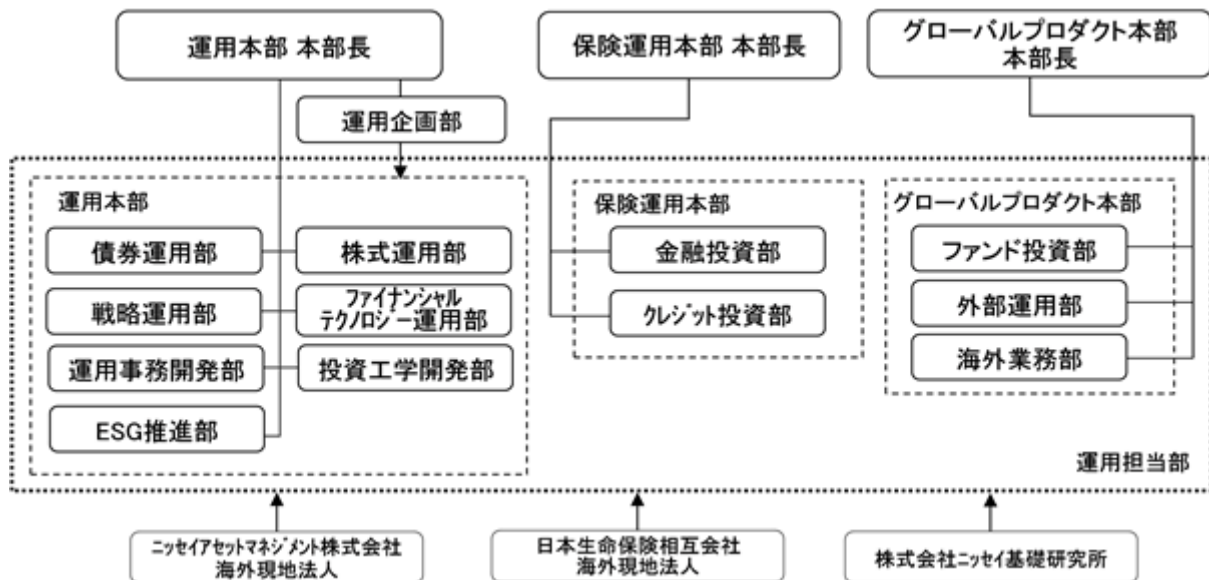 運用本部 本部長
保険運用本部 本部長
グローバルプロダクト本部
本部長
運用企画部
運用本部
債券運用部
株式運用部
戦略運用部
ファイナンシャル
テクノロジー運用部
運用事務開発部
投資工学開発部
ESG推進部
保険運用本部
金融投資部
クレジット投資部
グローバルプロダクト本部
ファンド投資部
外部運用部
海外業務部
運用担当部
ニッセイアセットマネジメント株式会社
海外現地法人
日本生命保険相互会社
海外現地法人
株式会社ニッセイ基礎研究所